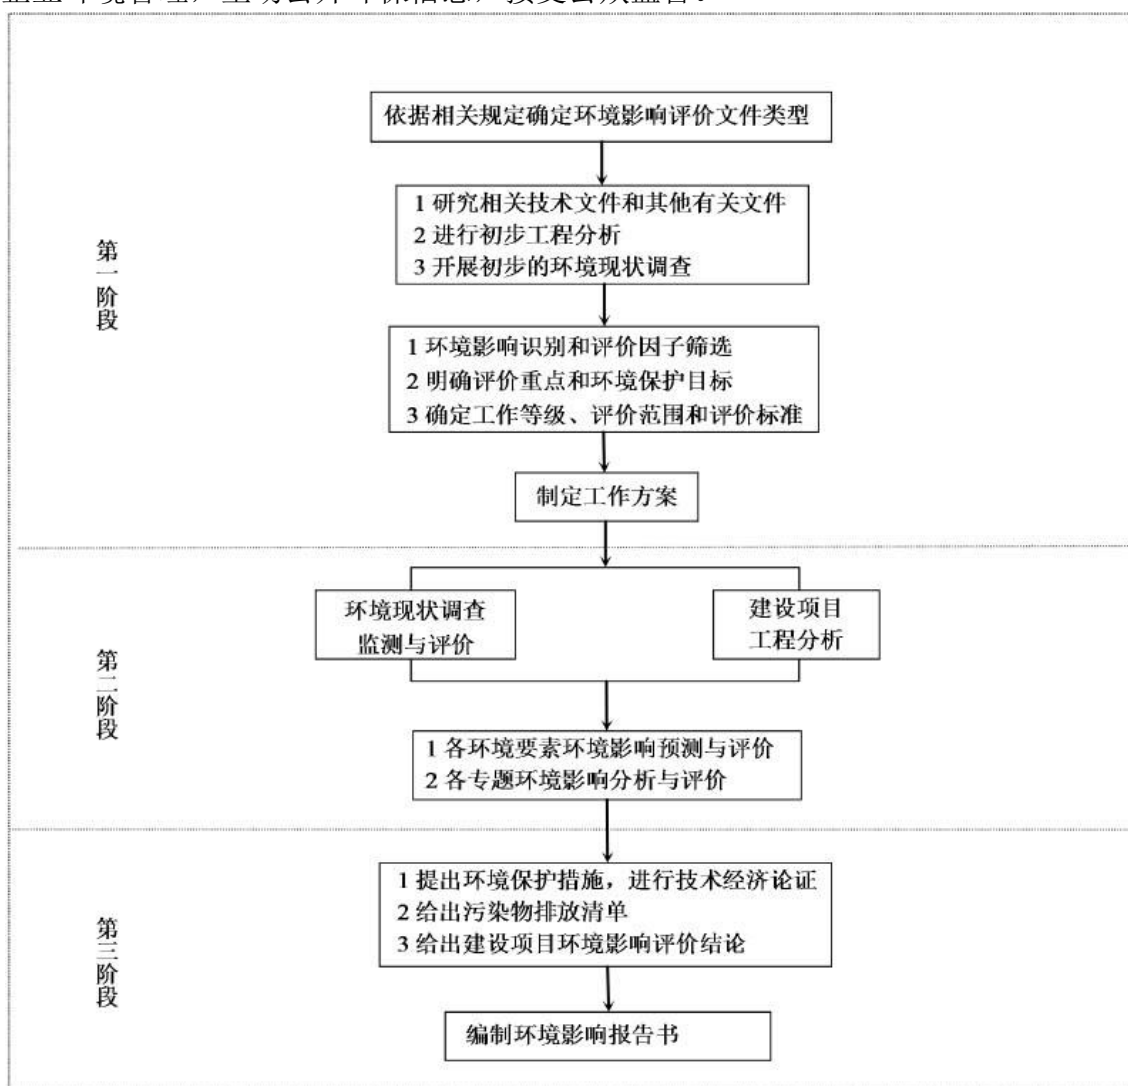 依据相关规定确定环境影响评价文件类型
1 研究相关技术文件和其他有关文件
2 进行初步工程分析
3 开展初步的环境现状调查
第一阶段
1 环境影响识别和评价因子筛选
2 明确评价重点和环境保护目标
3 确定工作等级、评价范围和评价标准
制定工作方案
环境现状调查
监测与评价
建设项目
工程分析
第二阶段
1 各环境要素环境影响预测与评价
2 各专题环境影响分析与评价
1 提出环境保护措施，进行技术经济论证
2 给出污染物排放清单
3 给出建设项目环境影响评价结论
第三阶段
编制环境影响报告书